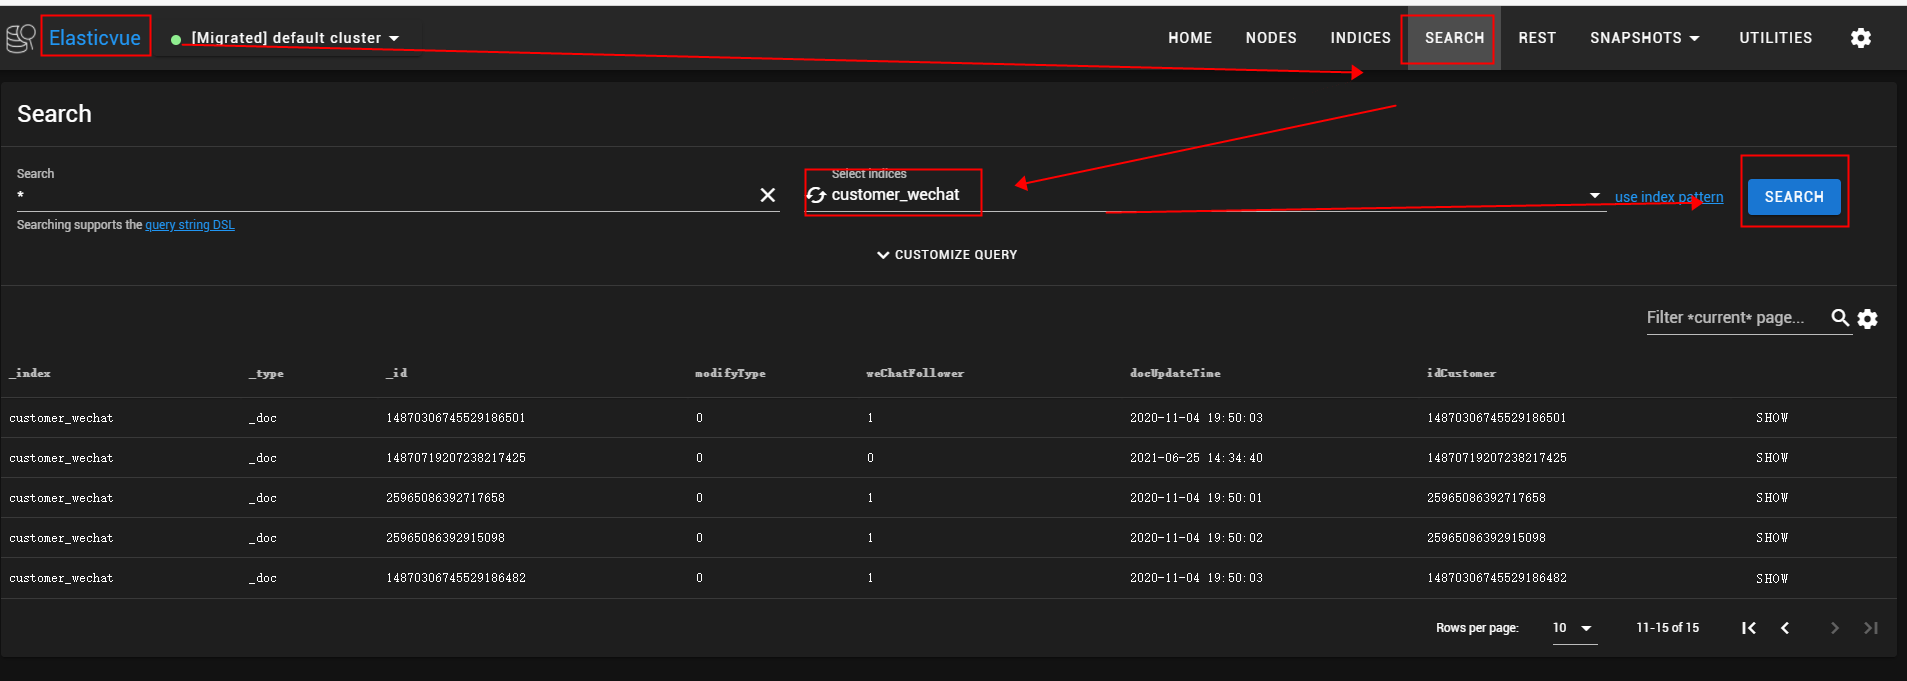 Elasticvue [Migrated] default cluster HOME NODES INDICES SEARCH REST SNAPSHOTS UTILITIES
Search
Search
*
Select indices
customer_wechat
use index pattern
SEARCH
Searching supports the query string DSL
CUSTOMIZE QUERY
Filter *current* page...
_index _type _id modifyType weChatFollower docUpdateTime idCustomer
customer_wechat _doc 14870306745529186501 0 1 2020-11-04 19:50:03 14870306745529186501 SHOW
customer_wechat _doc 14870719207238217425 0 0 2021-06-25 14:34:40 14870719207238217425 SHOW
customer_wechat _doc 25965086392717658 0 1 2020-11-04 19:50:01 25965086392717658 SHOW
customer_wechat _doc 25965086392915098 0 1 2020-11-04 19:50:02 25965086392915098 SHOW
customer_wechat _doc 14870306745529186482 0 1 2020-11-04 19:50:03 14870306745529186482 SHOW
Rows per page: 10 11-15 of 15